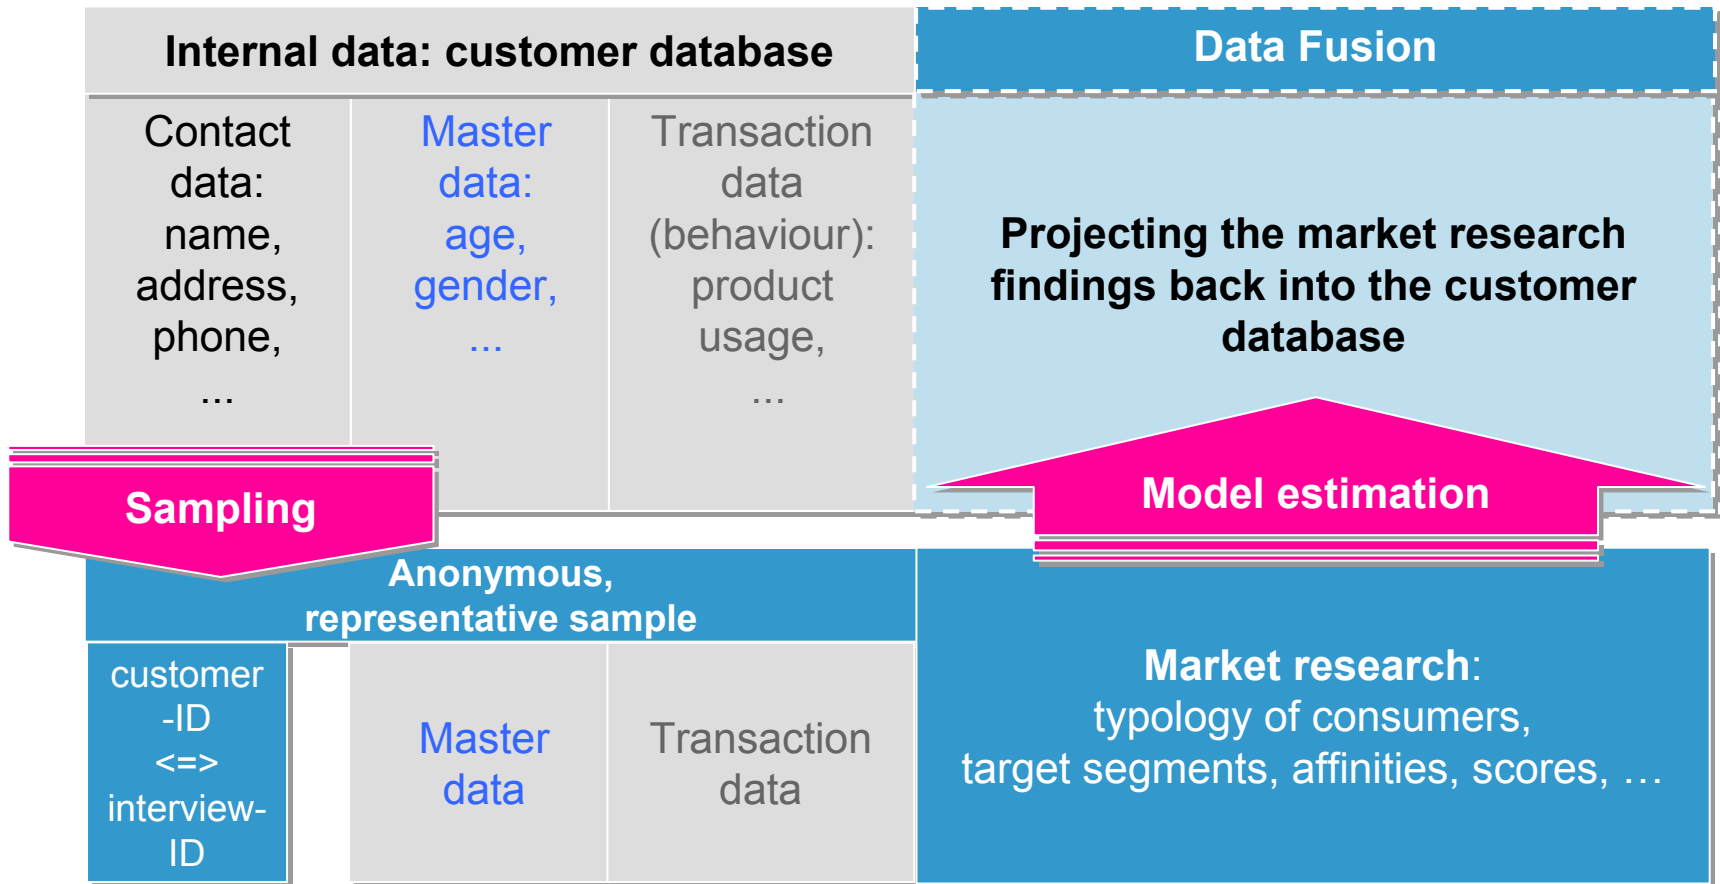 Internal data: customer database
Data Fusion
Contact
data:
name,
address,
phone,
...
Master
data:
age,
gender,
...
Transaction
data
(behaviour):
product
usage,
...
Projecting the market research
findings back into the customer
database
Sampling
Model estimation
Anonymous,
representative sample
customer
-ID
<=>
interview-
ID
Master
data
Transaction
data
Market research:
typology of consumers,
target segments, affinities, scores, …